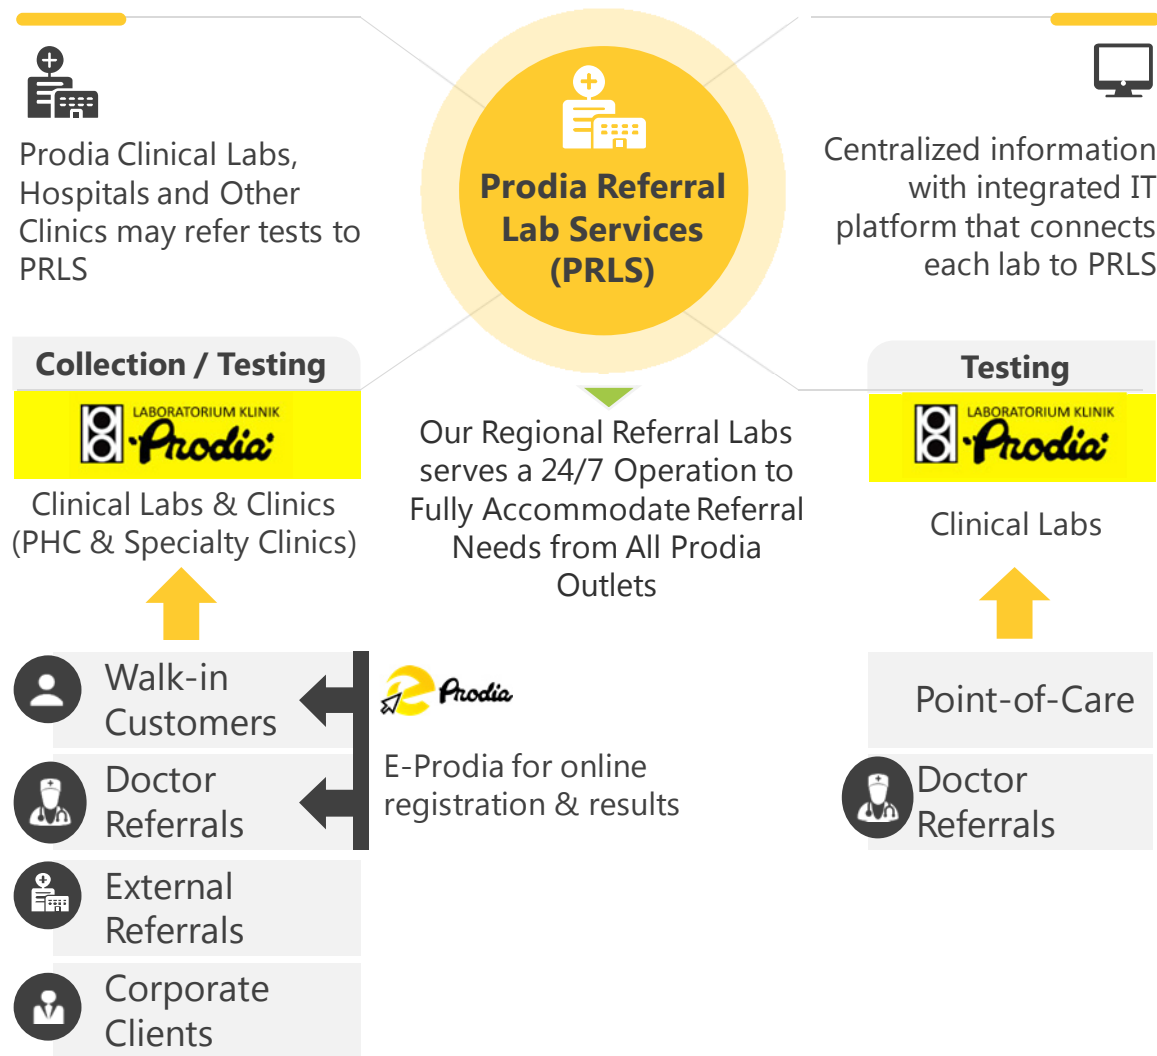 Prodia Clinical Labs,
Hospitals and Other
Clinics may refer tests to
PRLS
Prodia Referral
Lab Services
(PRLS)
Centralized information
with integrated IT
platform that connects
each lab to PRLS
Collection / Testing
LABORATORIUM KLINIK
Prodia
Clinical Labs & Clinics
(PHC & Specialty Clinics)
Our Regional Referral Labs
serves a 24/7 Operation to
Fully Accommodate Referral
Needs from All Prodia
Outlets
Testing
LABORATORIUM KLINIK
Prodia
Clinical Labs
Walk-in
Customers
Doctor
Referrals
External
Referrals
Corporate
Clients
e Prodia
E-Prodia for online
registration & results
Point-of-Care
Doctor
Referrals